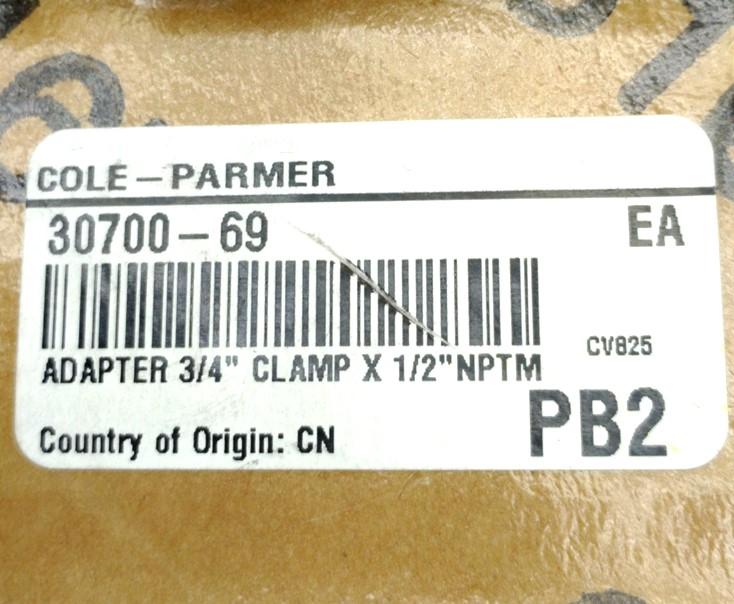 COLE-PARMER
30700-69 EA
CV825
ADAPTER 3/4" CLAMP X 1/2"NPTM
PB2
Country of Origin: CN